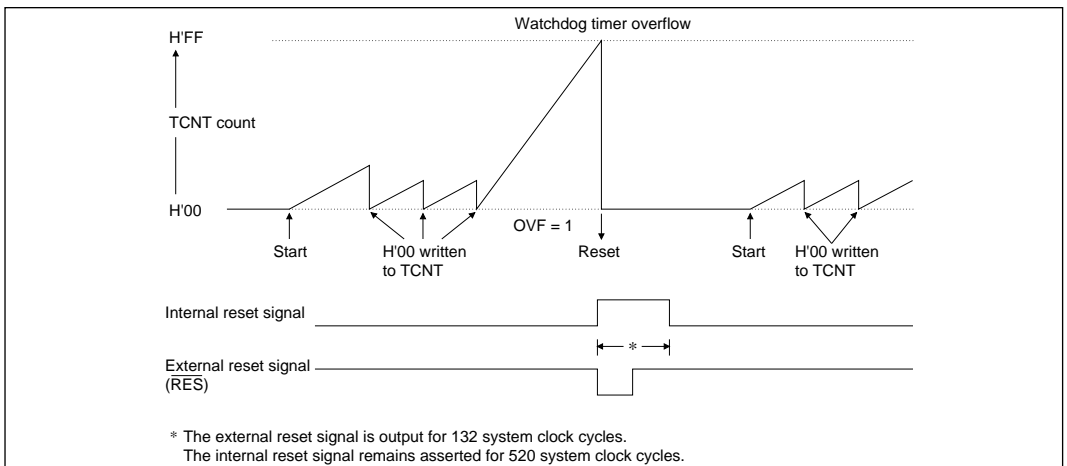 Watchdog timer overflow
H'FF
TCNT count
H'00
OVF = 1
Start
H'00 written
to TCNT
Reset
Start
H'00 written
to TCNT
Internal reset signal
*
External reset signal
(R̅E̅S̅)
* The external reset signal is output for 132 system clock cycles.
The internal reset signal remains asserted for 520 system clock cycles.